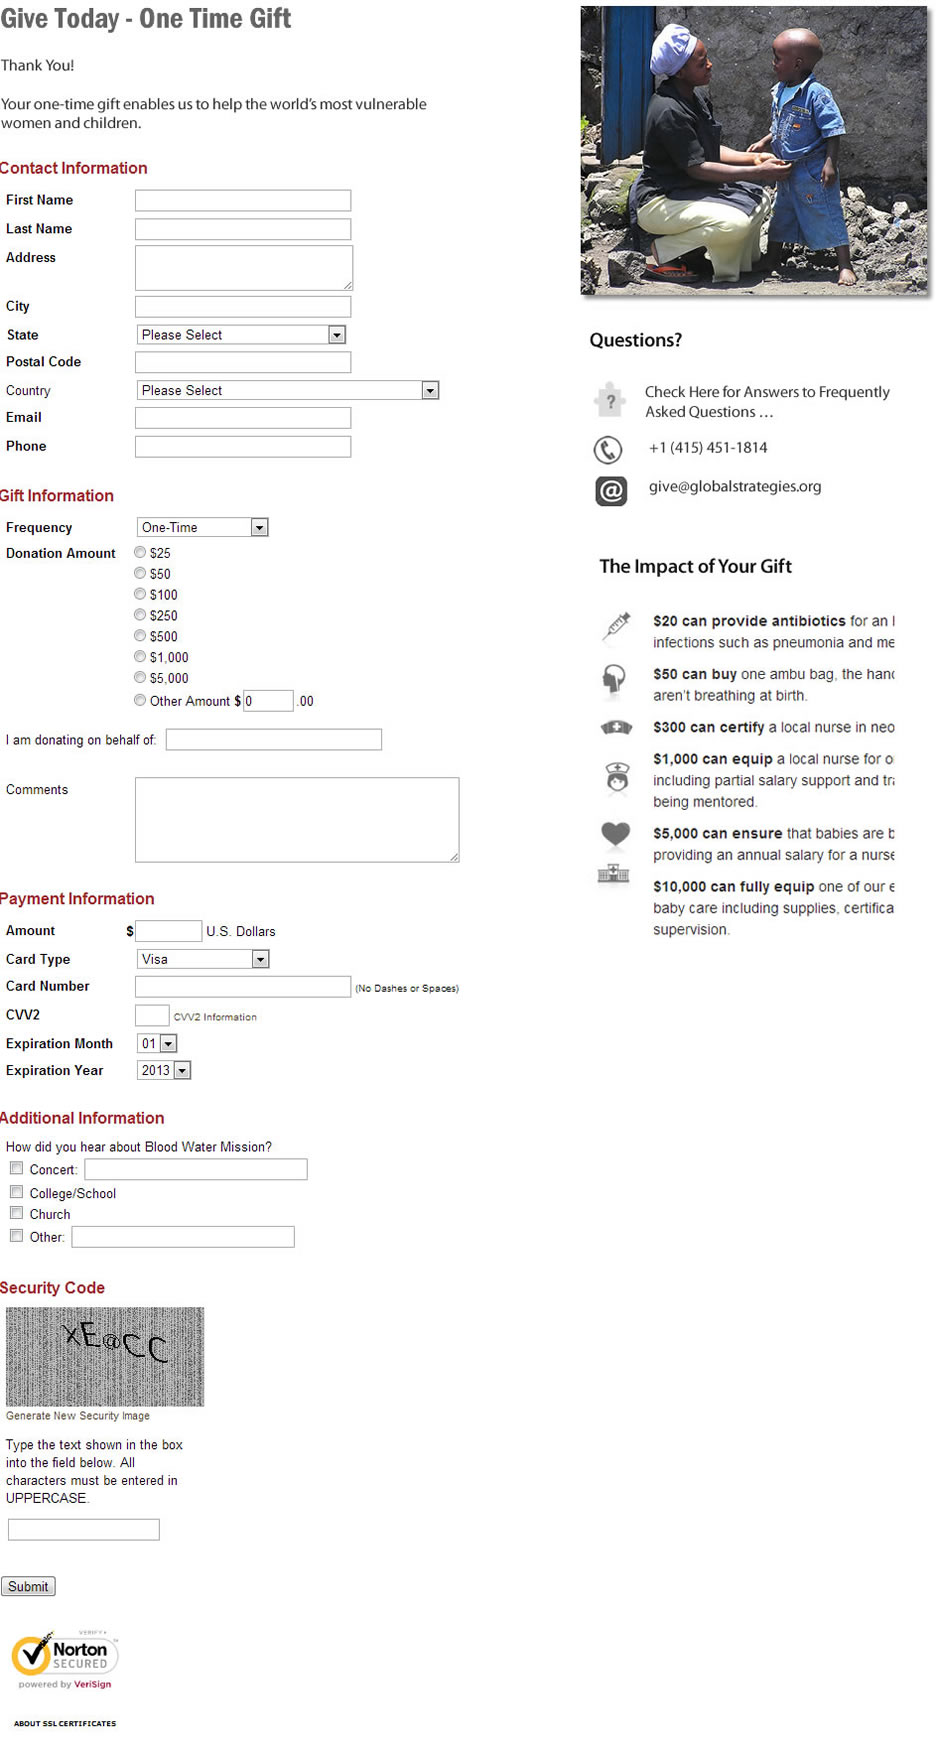 Give Today - One Time Gift
Thank You!
Your one-time gift enables us to help the world's most vulnerable
women and children.
Contact Information
First Name
Last Name
Address
City
State Please Select
Postal Code
Country Please Select
Email
Phone
Gift Information
Frequency One-Time
Donation Amount $25
$50
$100
$250
$500
$1,000
$5,000
Other Amount $ 0 .00
I am donating on behalf of:
Comments
Payment Information
Amount $ U.S. Dollars
Card Type Visa
Card Number (No Dashes or Spaces)
CVV2 CVV2 Information
Expiration Month 01
Expiration Year 2013
Additional Information
How did you hear about Blood Water Mission?
Concert:
College/School
Church
Other:
Security Code
XE@CC
Generate New Security Image
Type the text shown in the box
into the field below. All
characters must be entered in
UPPERCASE.
Submit
VERIFY
Norton
SECURED
powered by VeriSign
ABOUT SSL CERTIFICATES
Questions?
?
Check Here for Answers to Frequently
Asked Questions ...
+1 (415) 451-1814
@ give@globalstrategies.org
The Impact of Your Gift
$20 can provide antibiotics for an
infections such as pneumonia and me
$50 can buy one ambu bag, the hand
aren't breathing at birth.
$300 can certify a local nurse in neo
$1,000 can equip a local nurse for o
including partial salary support and tra
being mentored.
$5,000 can ensure that babies are b
providing an annual salary for a nurse
$10,000 can fully equip one of our e
baby care including supplies, certifica
supervision.